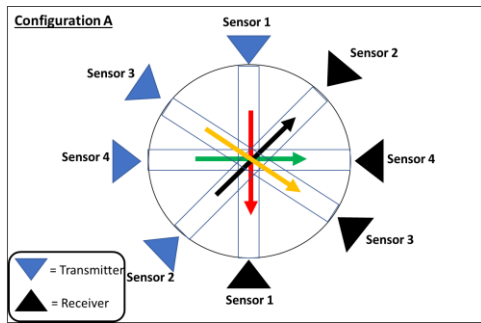 Configuration A
Sensor 1
Sensor 2
Sensor 3
Sensor 4
Sensor 4
Sensor 3
Sensor 2
Sensor 1
= Transmitter
= Receiver